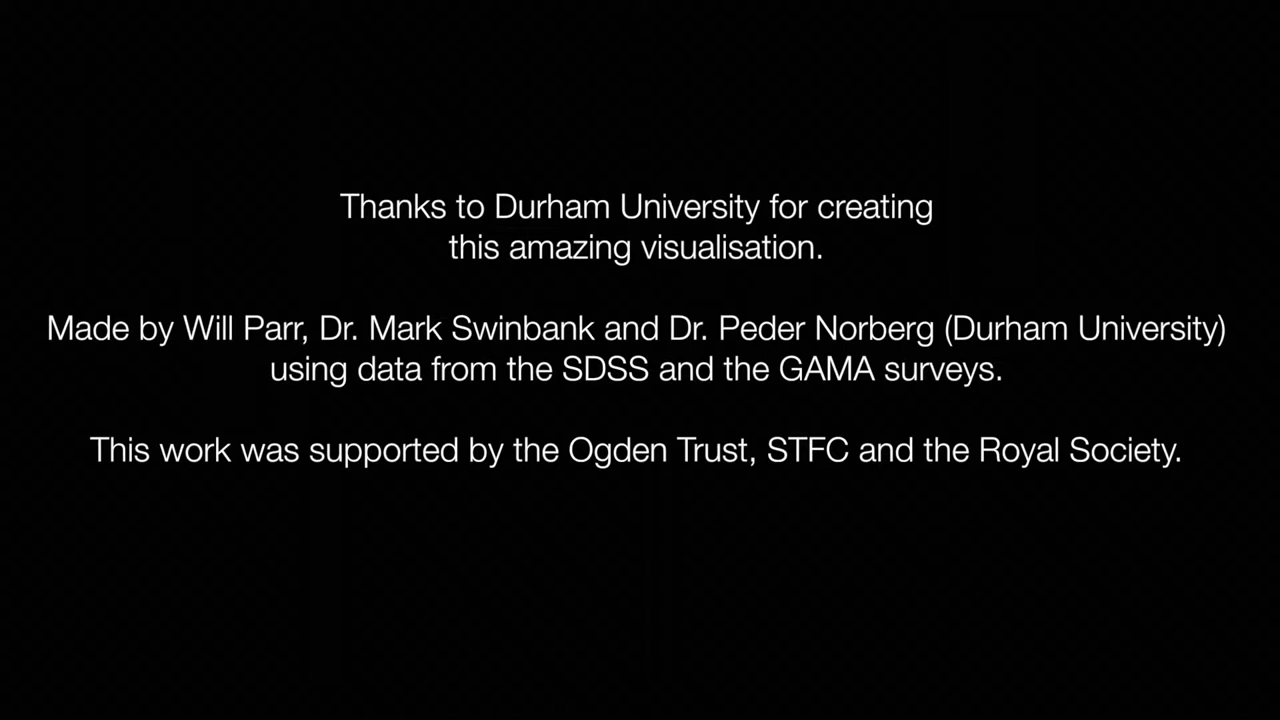 Thanks to Durham University for creating
this amazing visualisation.
Made by Will Parr, Dr. Mark Swinbank and Dr. Peder Norberg (Durham University)
using data from the SDSS and the GAMA surveys.
This work was supported by the Ogden Trust, STFC and the Royal Society.